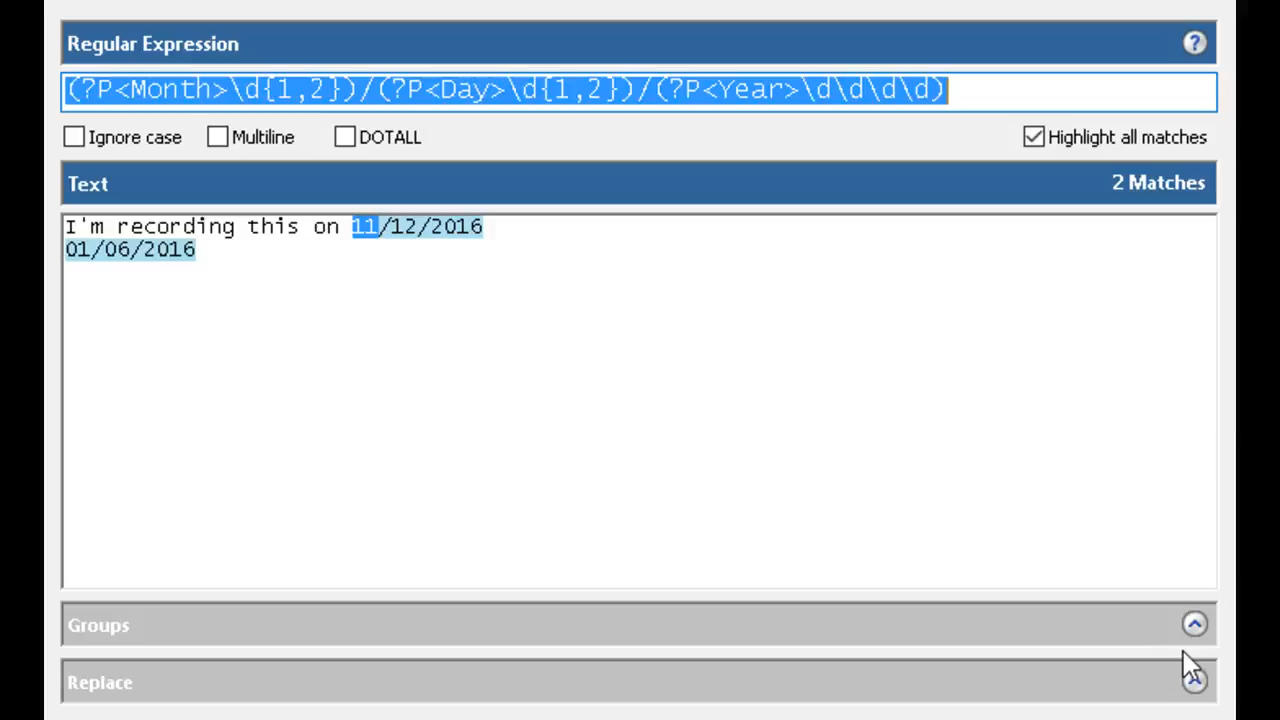 Regular Expression
(?P<Month>\d{1,2})/(?P<Day>\d{1,2})/(?P<Year>\d\d\d\d)
Ignore case Multiline DOTALL Highlight all matches
Text 2 Matches
I'm recording this on 11/12/2016
01/06/2016
Groups
Replace